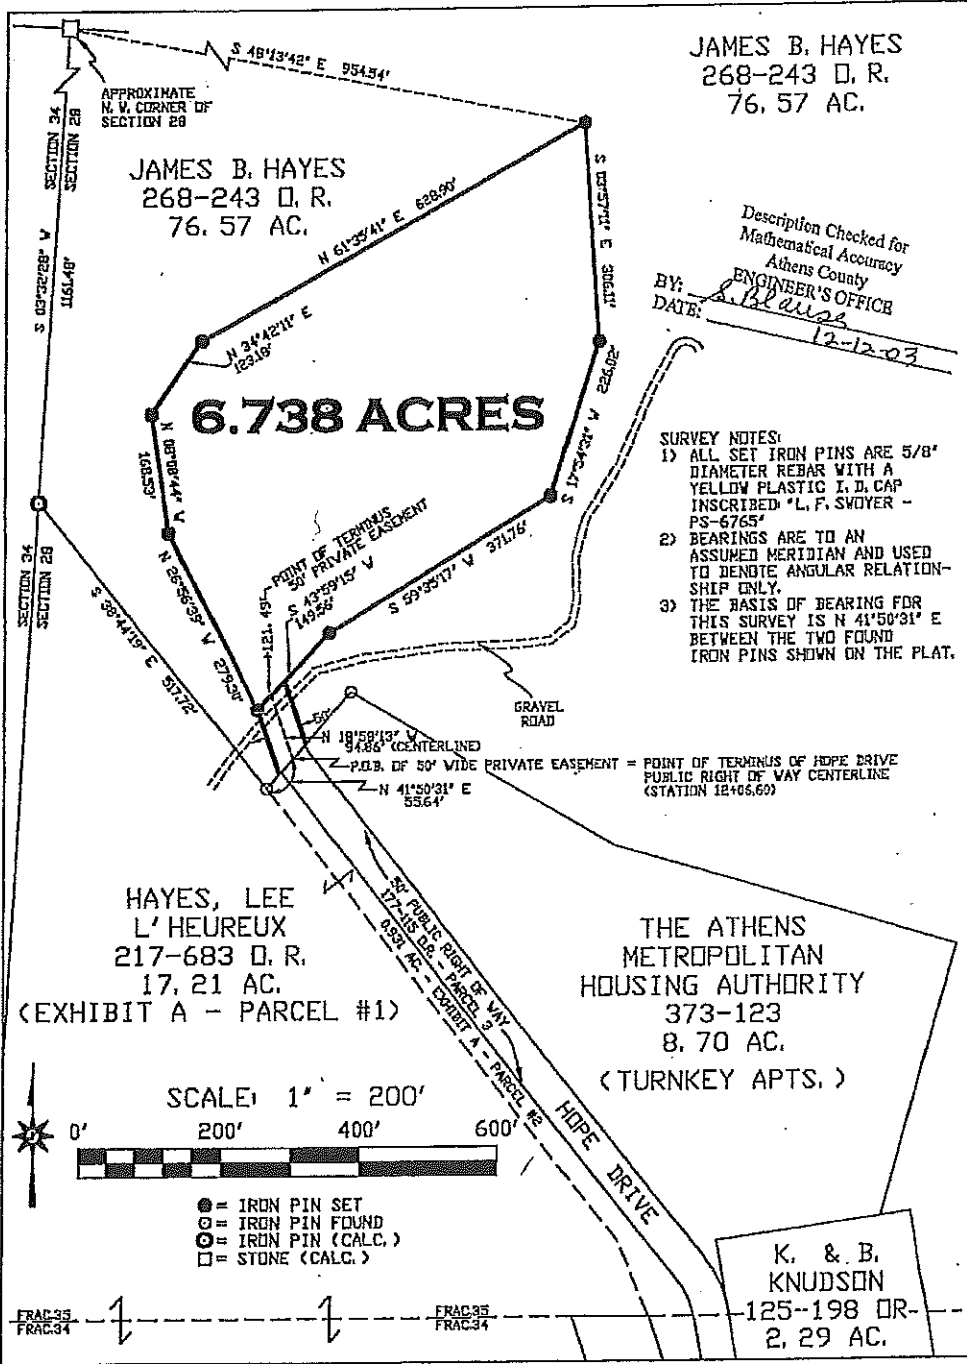 S 48°13'42" E 954.54'
JAMES B. HAYES
268-243 O. R.
76. 57 AC.
APPROXIMATE
N. W. CORNER OF
SECTION 28
SECTION 34
SECTION 28
JAMES B. HAYES
268-243 O. R.
76. 57 AC.
S 03°32'28" W 1161.48'
N 61°35'41" E 628.90'
S 03°57'11" E 306.11'
Description Checked for
Mathematical Accuracy
Athens County
ENGINEER'S OFFICE
BY: S. Blauss
DATE: 12-12-03
N 34°42'11" E
123.18'
6.738 ACRES
N 08°08'44" W
168.53'
S 17°54'31" W 226.02'
SURVEY NOTES:
1) ALL SET IRON PINS ARE 5/8"
DIAMETER REBAR WITH A
YELLOW PLASTIC I. D. CAP
INSCRIBED: "L. F. SWOYER -
PS-6765"
2) BEARINGS ARE TO AN
ASSUMED MERIDIAN AND USED
TO DENOTE ANGULAR RELATION-
SHIP ONLY.
3) THE BASIS OF BEARING FOR
THIS SURVEY IS N 41°50'31" E
BETWEEN THE TWO FOUND
IRON PINS SHOWN ON THE PLAT.
POINT OF TERMINUS
50' PRIVATE EASEMENT
S 43°59'15" W
149.56'
±121. 49'
S 59°35'17" W 371.76'
SECTION 34
SECTION 28
N 26°56'39" W 279.30'
S 38°44'19" E 517.72'
GRAVEL
ROAD
50'
N 18°58'13" W
94.86' (CENTERLINE)
P.O.B. OF 50' WIDE PRIVATE EASEMENT = POINT OF TERMINUS OF HOPE DRIVE
PUBLIC RIGHT OF WAY CENTERLINE
(STATION 12+06.60)
N 41°50'31" E
55.64'
HAYES, LEE
L' HEUREUX
217-683 O. R.
17. 21 AC.
(EXHIBIT A - PARCEL #1)
50' PUBLIC RIGHT OF WAY
177-115 D.R. - PARCEL 3
0.931 AC. - EXHIBIT A - PARCEL #2
THE ATHENS
METROPOLITAN
HOUSING AUTHORITY
373-123
8. 70 AC.
(TURNKEY APTS. )
SCALE: 1" = 200'
0' 200' 400' 600'
HOPE DRIVE
= IRON PIN SET
= IRON PIN FOUND
= IRON PIN (CALC. )
= STONE (CALC. )
K. & B.
KNUDSON
125-198 OR
2. 29 AC.
FRAC.35
FRAC.34
FRAC.35
FRAC.34